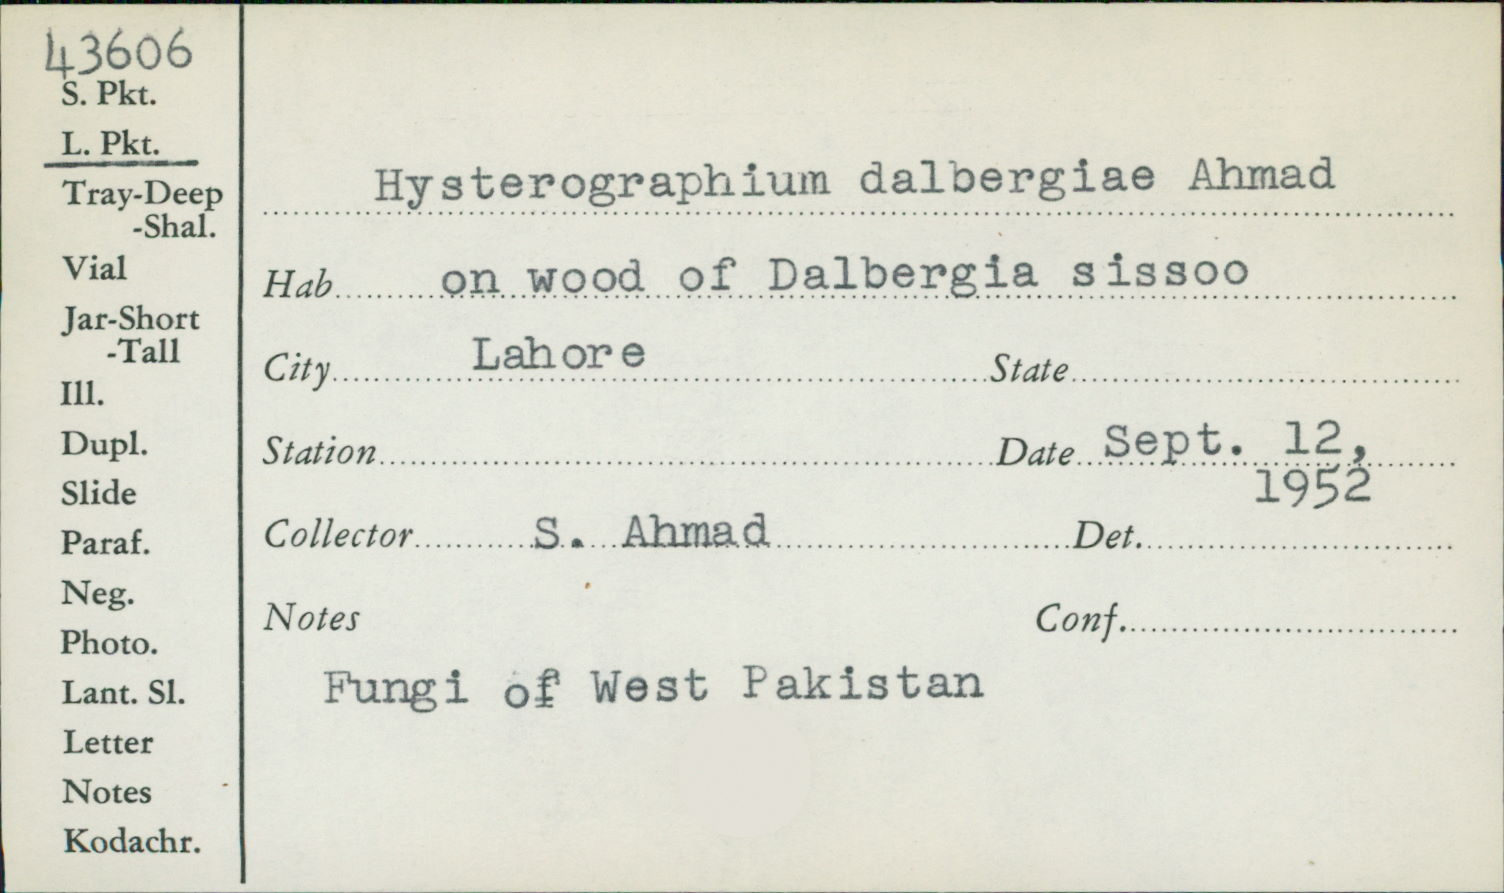 43606
S. Pkt.
L. Pkt.
Tray-Deep
-Shal.
Vial
Jar-Short
-Tall
Ill.
Dupl.
Slide
Paraf.
Neg.
Photo.
Lant. Sl.
Letter
Notes
Kodachr.
Hysterographium dalbergiae Ahmad
Hab. on wood of Dalbergia sissoo
City Lahore State
Station Date Sept. 12,
1952
Collector S. Ahmad Det.
Notes Conf.
Fungi of West Pakistan